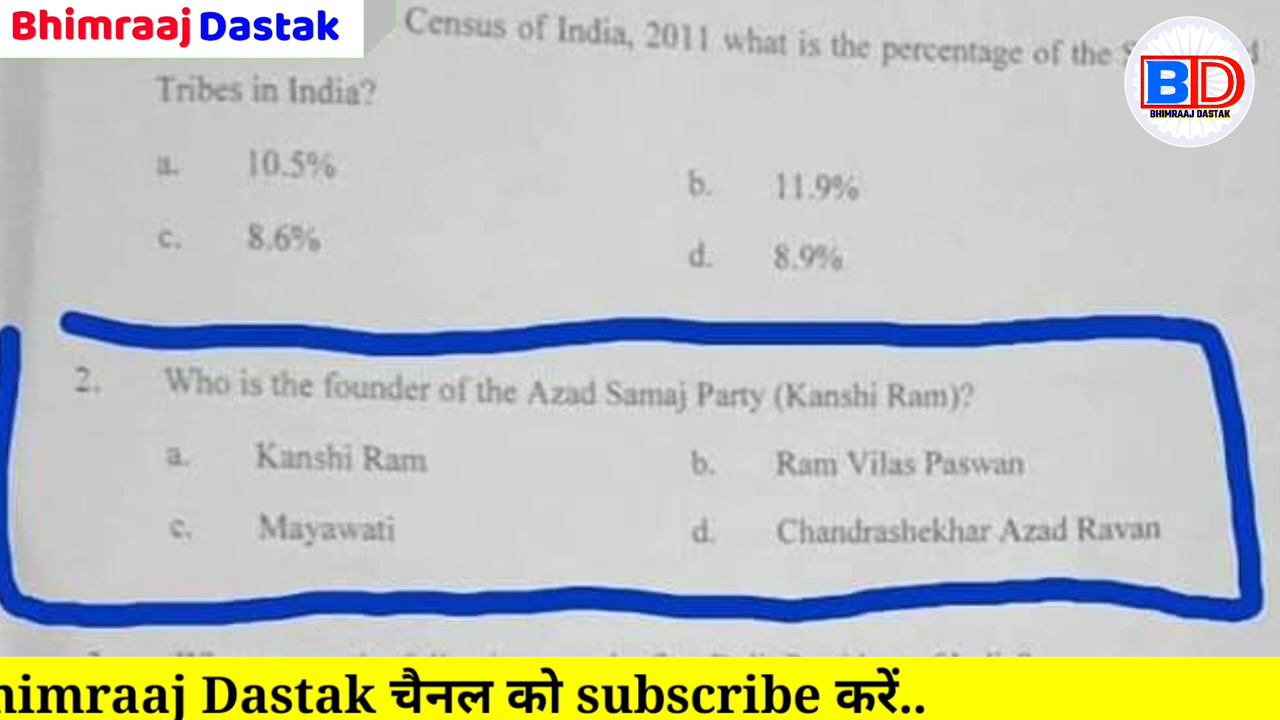 Bhimraaj Dastak
Census of India, 2011 what is the percentage of the
BD
BHIMRAAJ DASTAK
Tribes in India?
a. 10.5%
b. 11.9%
c. 8.6%
d. 8.9%
2. Who is the founder of the Azad Samaj Party (Kanshi Ram)?
a. Kanshi Ram
b. Ram Vilas Paswan
c. Mayawati
d. Chandrashekhar Azad Ravan
himraaj Dastak चैनल को subscribe करें..